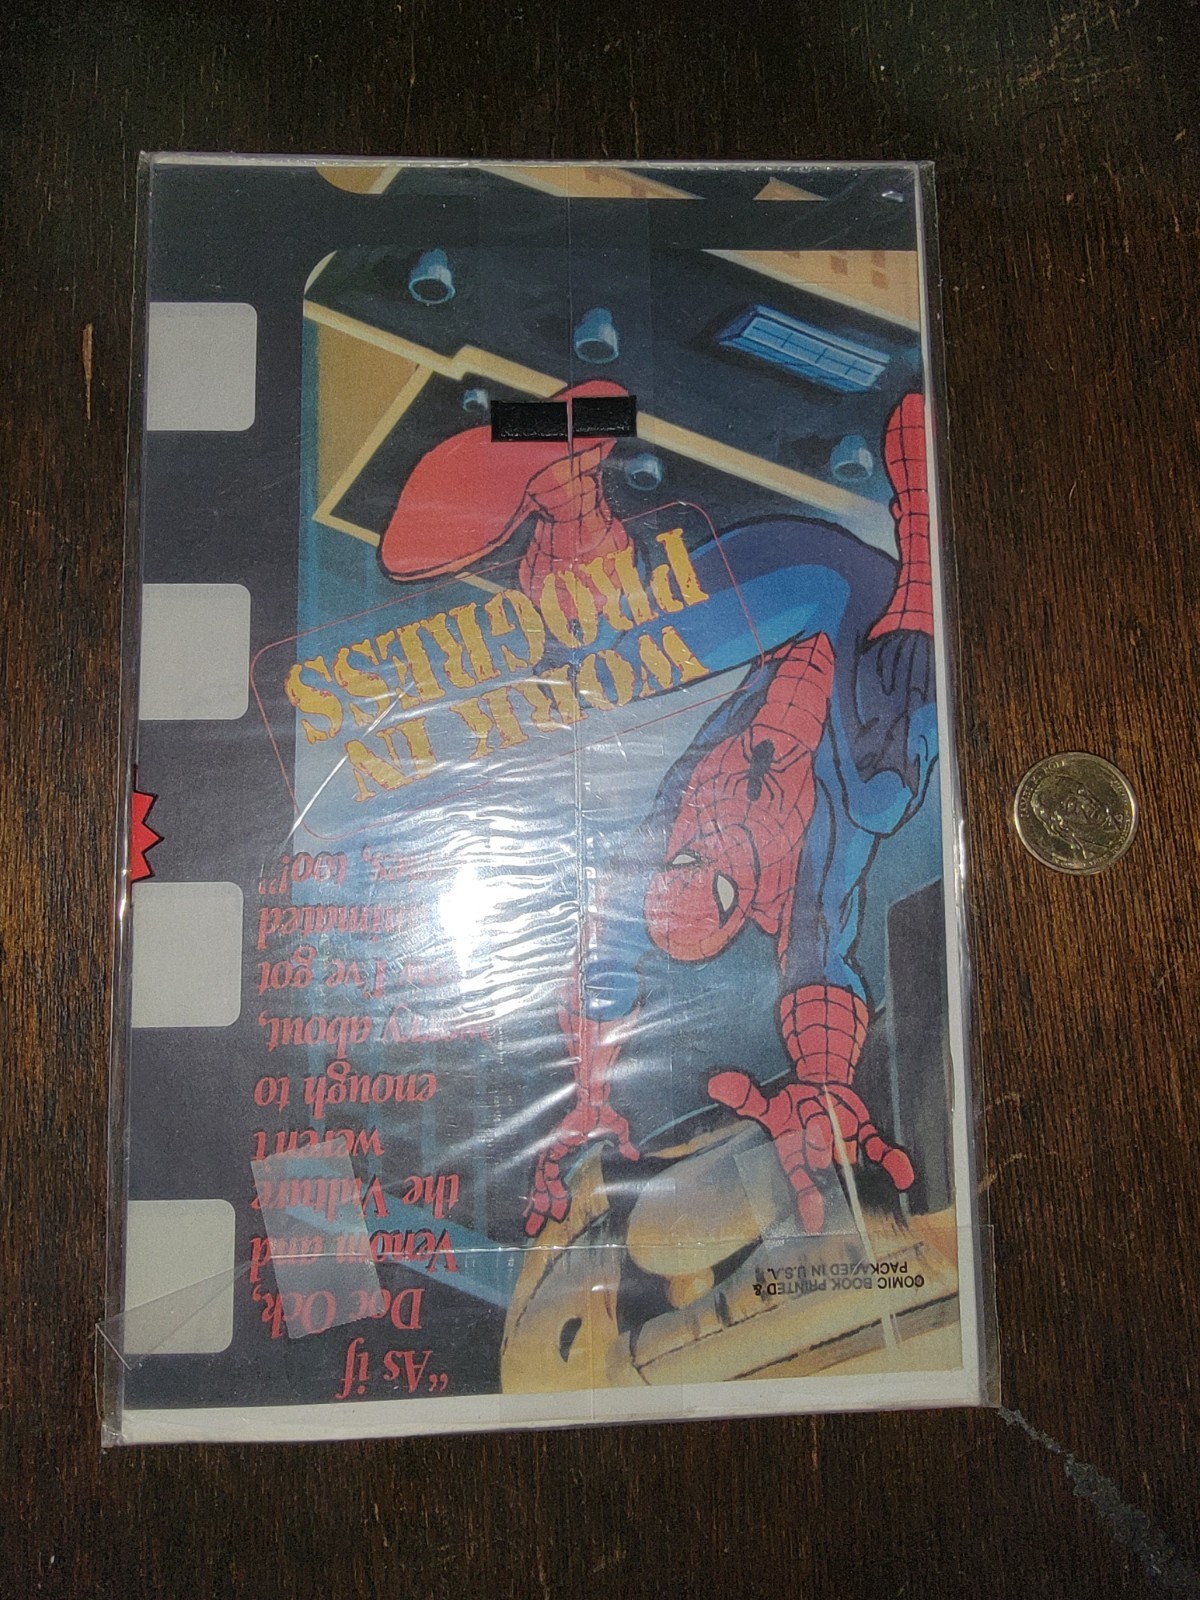 "As if
Doc Ock,
Venom and
the Vulture
weren't
enough to
worry about,
I've got
animated
too!"
WORK IN
PROGRESS
COMIC BOOK PRINTED &
PACKAGED IN U.S.A.